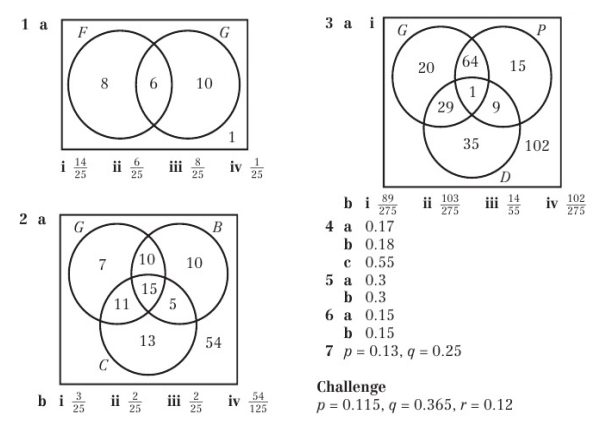 1 a
F G
8 6 10
1
i 14/25 ii 6/25 iii 8/25 iv 1/25
2 a
G B
7 10 10
15
11 5
13 54
C
b i 3/25 ii 2/25 iii 2/25 iv 54/125
3 a i
G P
20 64 15
1
29 9
35 102
D
b i 89/275 ii 103/275 iii 14/55 iv 102/275
4 a 0.17
b 0.18
c 0.55
5 a 0.3
b 0.3
6 a 0.15
b 0.15
7 p = 0.13, q = 0.25
Challenge
p = 0.115, q = 0.365, r = 0.12